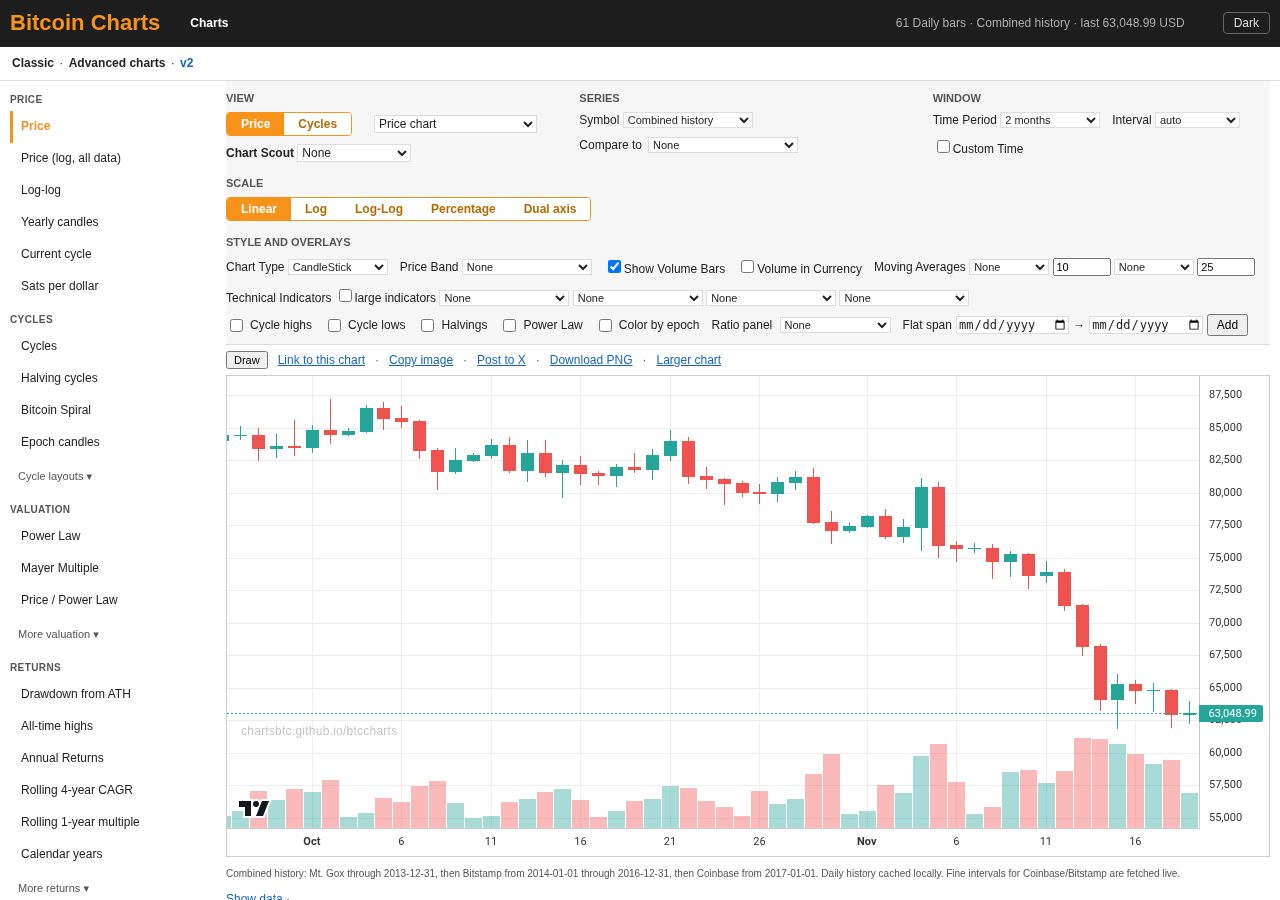 Bitcoin Charts
Charts
61 Daily bars · Combined history · last 63,048.99 USD
Dark
Classic · Advanced charts · v2
PRICE
Price
Price (log, all data)
Log-log
Yearly candles
Current cycle
Sats per dollar
CYCLES
Cycles
Halving cycles
Bitcoin Spiral
Epoch candles
Cycle layouts ▾
VALUATION
Power Law
Mayer Multiple
Price / Power Law
More valuation ▾
RETURNS
Drawdown from ATH
All-time highs
Annual Returns
Rolling 4-year CAGR
Rolling 1-year multiple
Calendar years
More returns ▾
VIEW
Price Cycles Price chart
Chart Scout None
SERIES
Symbol Combined history
Compare to None
WINDOW
Time Period 2 months Interval auto
Custom Time
SCALE
Linear Log Log-Log Percentage Dual axis
STYLE AND OVERLAYS
Chart Type CandleStick Price Band None Show Volume Bars Volume in Currency Moving Averages None 10 None 25
Technical Indicators large indicators None None None None
Cycle highs Cycle lows Halvings Power Law Color by epoch Ratio panel None Flat span mm/dd/yyyy → mm/dd/yyyy Add
Draw Link to this chart · Copy image · Post to X · Download PNG · Larger chart
87,500
85,000
82,500
80,000
77,500
75,000
72,500
70,000
67,500
65,000
63,048.99
60,000
57,500
55,000
chartsbtc.github.io/btccharts
Oct 6 11 16 21 26 Nov 6 11 16
Combined history: Mt. Gox through 2013-12-31, then Bitstamp from 2014-01-01 through 2016-12-31, then Coinbase from 2017-01-01. Daily history cached locally. Fine intervals for Coinbase/Bitstamp are fetched live.
Show data ·